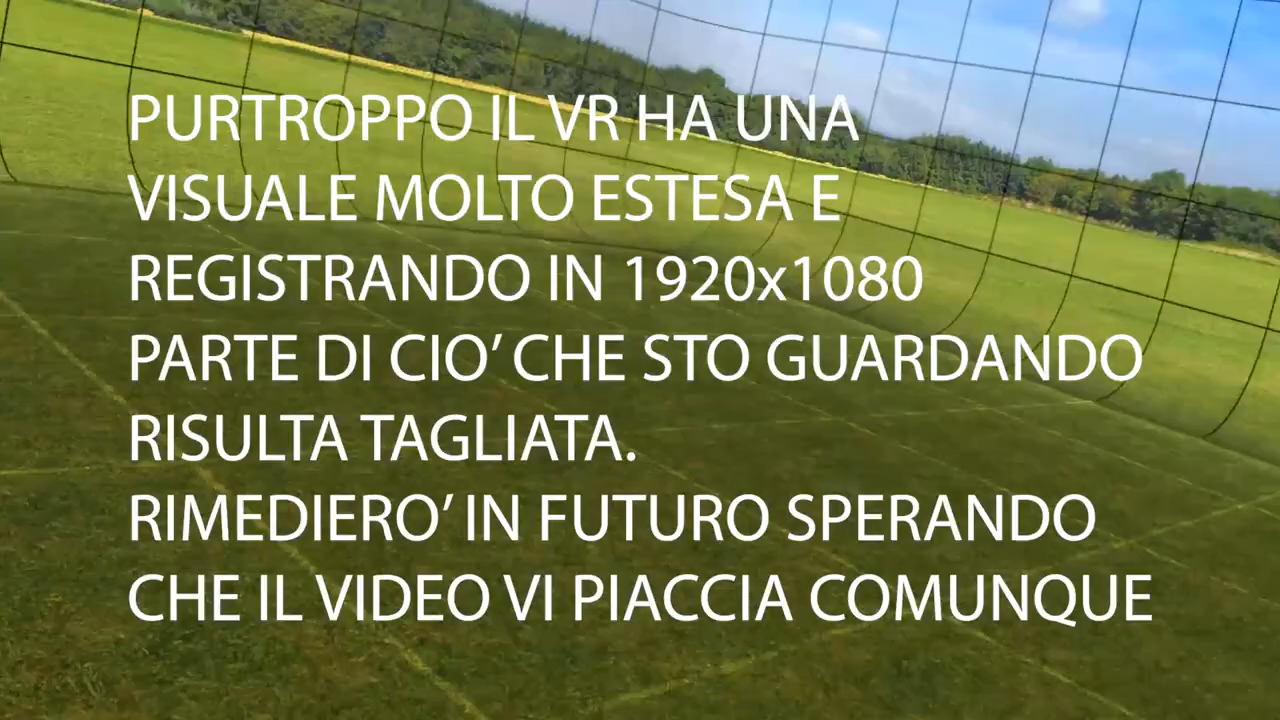 PURTROPPO IL VR HA UNA
VISUALE MOLTO ESTESA E
REGISTRANDO IN 1920x1080
PARTE DI CIO’ CHE STO GUARDANDO
RISULTA TAGLIATA.
RIMEDIERO’ IN FUTURO SPERANDO
CHE IL VIDEO VI PIACCIA COMUNQUE